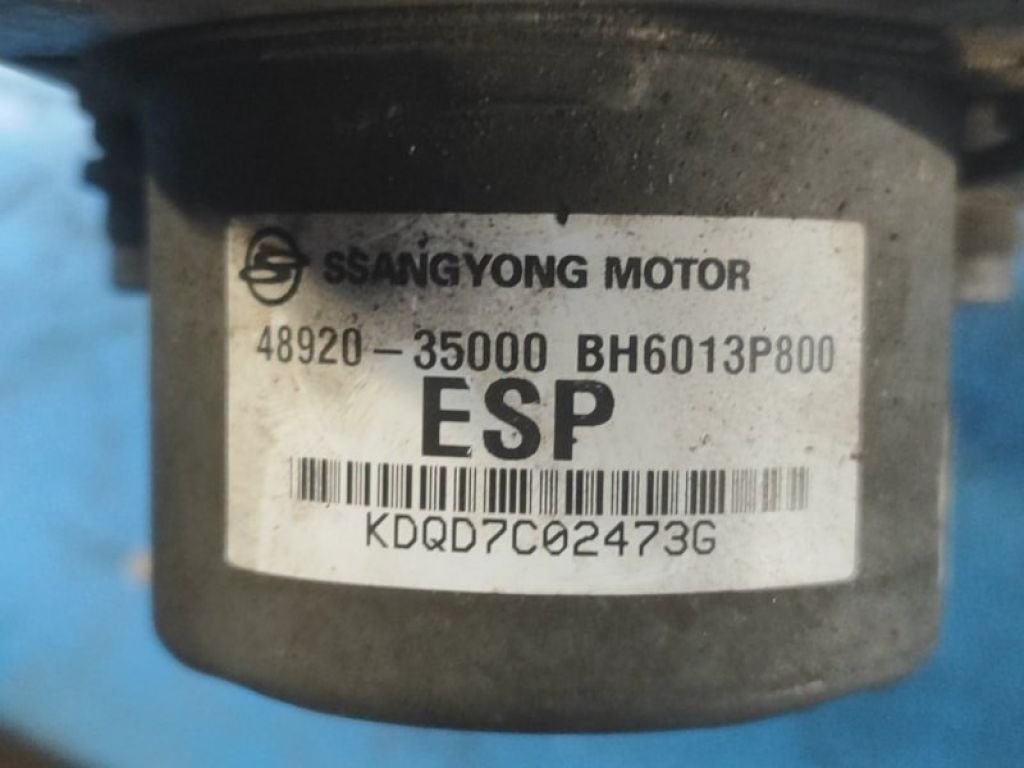 SSANGYONG MOTOR
48920-35000 BH6013P800
ESP
KDQD7C02473G